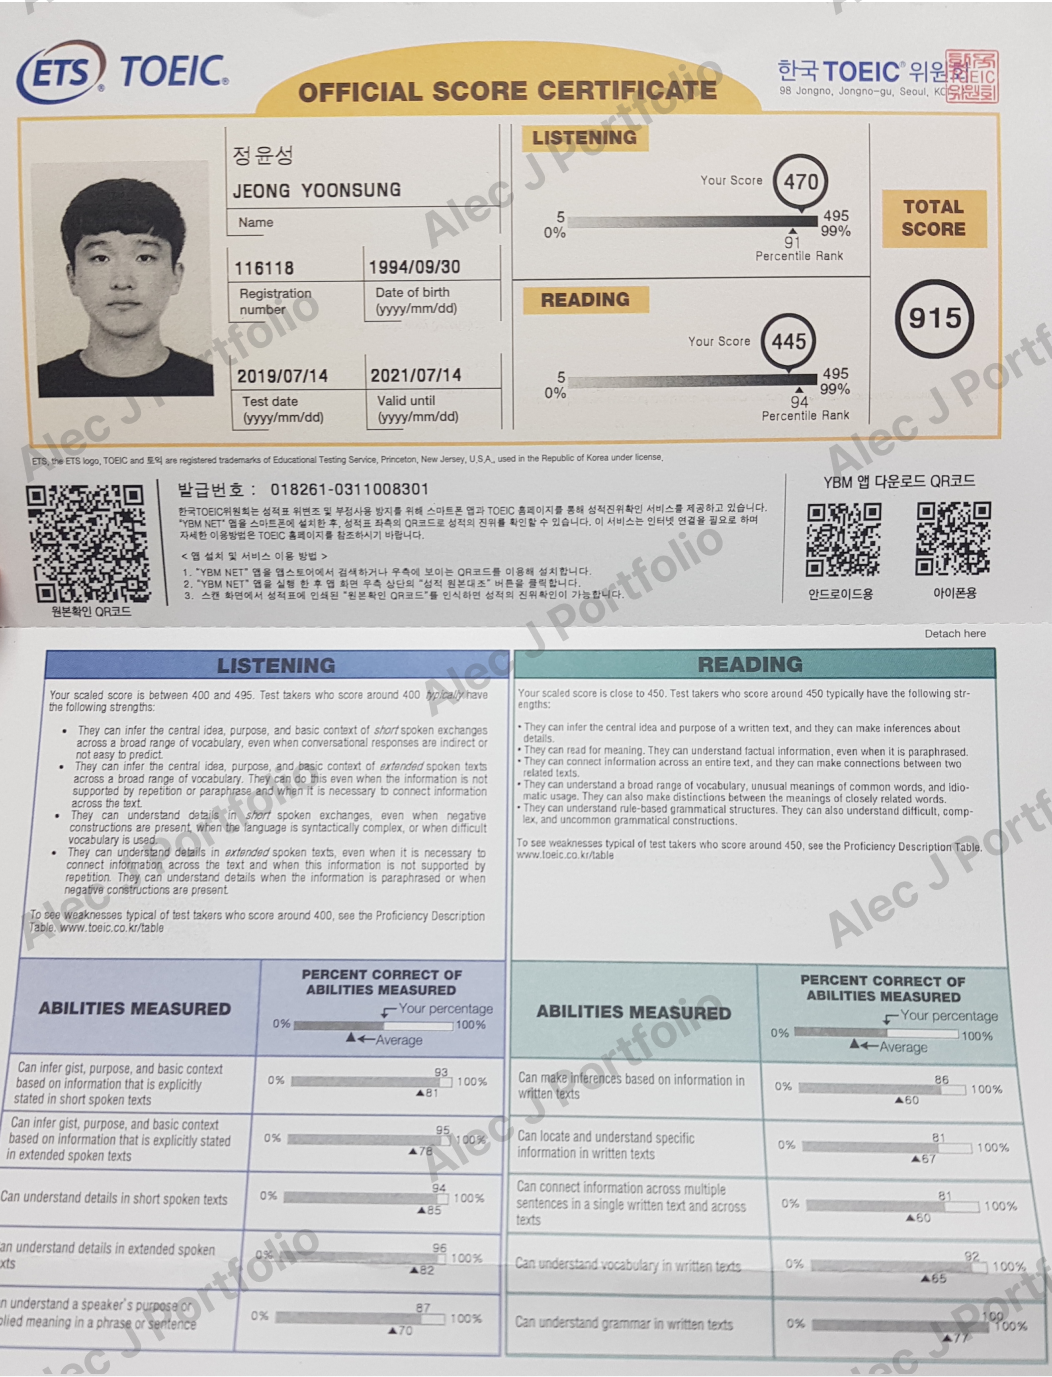 ETS® TOEIC®
OFFICIAL SCORE CERTIFICATE
한국 TOEIC® 위원회
98 Jongno, Jongno-gu, Seoul,
정윤성
JEONG YOONSUNG
Name
116118
1994/09/30
Registration
number
Date of birth
(yyyy/mm/dd)
2019/07/14
2021/07/14
Test date
(yyyy/mm/dd)
Valid until
(yyyy/mm/dd)
LISTENING
Your Score 470
5 495
0% 99%
91
Percentile Rank
READING
Your Score 445
5 495
0% 99%
94
Percentile Rank
TOTAL
SCORE
915
ETS, the ETS logo, TOEIC and 토익 are registered trademarks of Educational Testing Service, Princeton, New Jersey, U.S.A., used in the Republic of Korea under license.
발급번호 : 018261-0311008301
한국TOEIC위원회는 성적표 위변조 및 부정사용 방지를 위해 스마트폰 앱과 TOEIC 홈페이지를 통해 성적진위확인 서비스를 제공하고 있습니다.
"YBM NET" 앱을 스마트폰에 설치한 후, 성적표 좌측의 QR코드로 성적의 진위를 확인할 수 있습니다. 이 서비스는 인터넷 연결을 필요로 하며
자세한 이용방법은 TOEIC 홈페이지를 참조하시기 바랍니다.
< 앱 설치 및 서비스 이용 방법 >
1. "YBM NET" 앱을 앱스토어에서 검색하거나 우측에 보이는 QR코드를 이용해 설치합니다.
2. "YBM NET" 앱을 실행 한 후 앱 화면 우측 상단의 "성적 원본대조" 버튼을 클릭합니다.
3. 스캔 화면에서 성적표에 인쇄된 "원본확인 QR코드"를 인식하면 성적의 진위확인이 가능합니다.
원본확인 QR코드
YBM 앱 다운로드 QR코드
안드로이드용
아이폰용
Detach here
LISTENING
Your scaled score is between 400 and 495. Test takers who score around 400 typically have
the following strengths:
• They can infer the central idea, purpose, and basic context of short spoken exchanges
across a broad range of vocabulary, even when conversational responses are indirect or
not easy to predict.
• They can infer the central idea, purpose, and basic context of extended spoken texts
across a broad range of vocabulary. They can do this even when the information is not
supported by repetition or paraphrase and when it is necessary to connect information
across the text.
• They can understand details in short spoken exchanges, even when negative
constructions are present, when the language is syntactically complex, or when difficult
vocabulary is used.
• They can understand details in extended spoken texts, even when it is necessary to
connect information across the text and when this information is not supported by
repetition. They can understand details when the information is paraphrased or when
negative constructions are present.
To see weaknesses typical of test takers who score around 400, see the Proficiency Description
Table. www.toeic.co.kr/table
READING
Your scaled score is close to 450. Test takers who score around 450 typically have the following str-
engths:
• They can infer the central idea and purpose of a written text, and they can make inferences about
details.
• They can read for meaning. They can understand factual information, even when it is paraphrased.
• They can connect information across an entire text, and they can make connections between two
related texts.
• They can understand a broad range of vocabulary, unusual meanings of common words, and idio-
matic usage. They can also make distinctions between the meanings of closely related words.
• They can understand rule-based grammatical structures. They can also understand difficult, comp-
lex, and uncommon grammatical constructions.
To see weaknesses typical of test takers who score around 450, see the Proficiency Description Table.
www.toeic.co.kr/table
ABILITIES MEASURED
PERCENT CORRECT OF
ABILITIES MEASURED
Your percentage
0% 100%
Average
Can infer gist, purpose, and basic context
based on information that is explicitly
stated in short spoken texts
0% 93 100%
▲81
Can infer gist, purpose, and basic context
based on information that is explicitly stated
in extended spoken texts
0% 95 100%
▲76
Can understand details in short spoken texts
0% 94 100%
▲85
an understand details in extended spoken
xts
0% 96 100%
▲82
n understand a speaker's purpose or
plied meaning in a phrase or sentence
0% 87 100%
▲70
ABILITIES MEASURED
PERCENT CORRECT OF
ABILITIES MEASURED
Your percentage
0% 100%
Average
Can make inferences based on information in
written texts
0% 86 100%
▲60
Can locate and understand specific
information in written texts
0% 81 100%
▲67
Can connect information across multiple
sentences in a single written text and across
texts
0% 81 100%
▲60
Can understand vocabulary in written texts
0% 92 100%
▲65
Can understand grammar in written texts
0% 100 100%
▲77
Alec J Portfolio